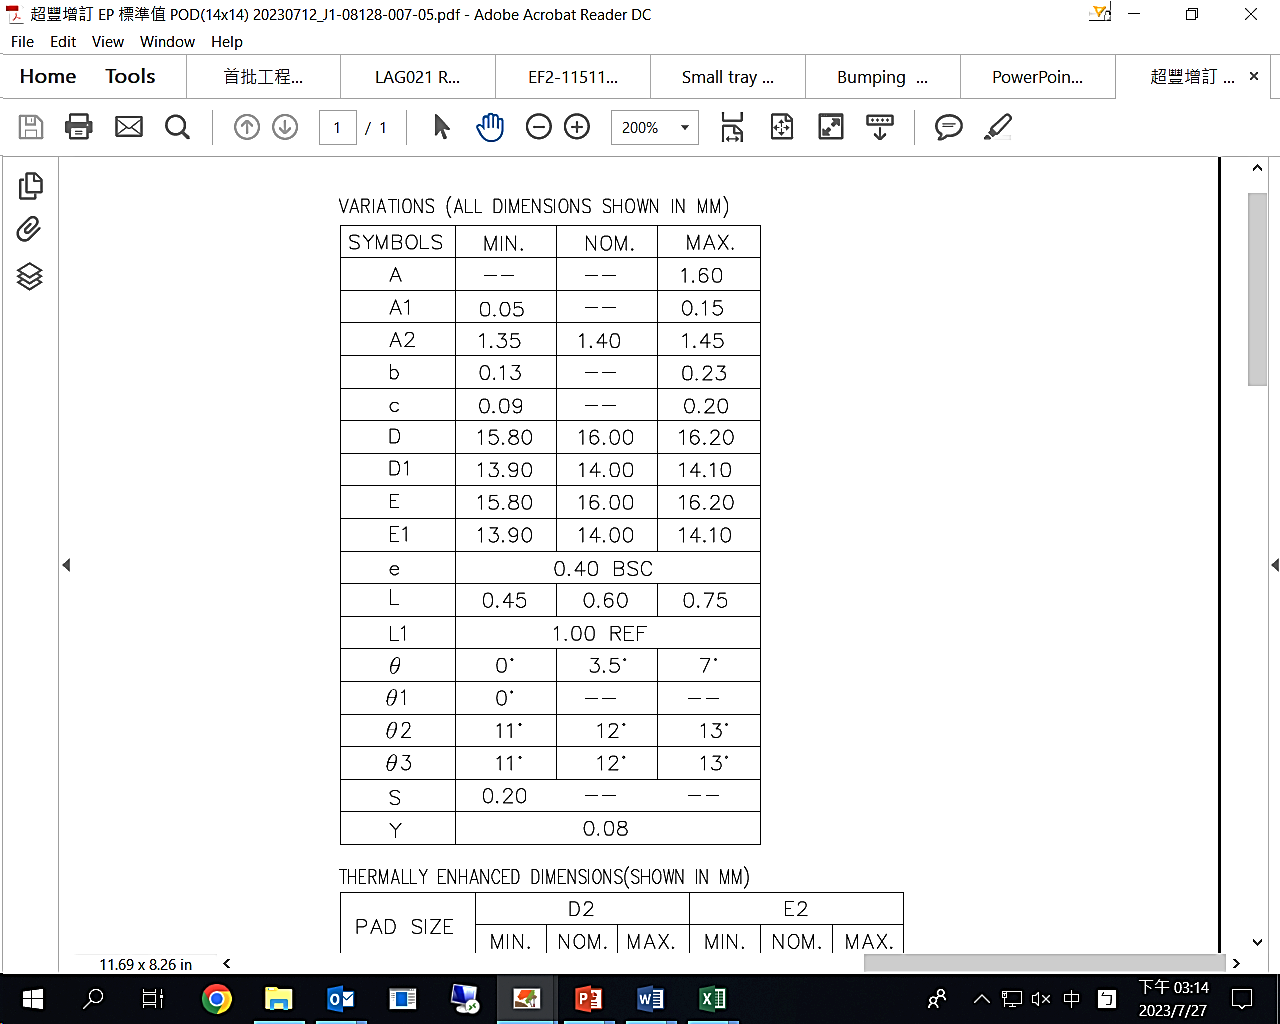 超豐增訂 EP 標準值 POD(14x14) 20230712_J1-08128-007-05.pdf - Adobe Acrobat Reader DC
File Edit View Window Help
Home Tools 首批工程... LAG021 R... EF2-11511... Small tray ... Bumping ... PowerPoin... 超豐增訂 ... ×
1 / 1 200%
VARIATIONS (ALL DIMENSIONS SHOWN IN MM)
SYMBOLS MIN. NOM. MAX.
A -- -- 1.60
A1 0.05 -- 0.15
A2 1.35 1.40 1.45
b 0.13 -- 0.23
c 0.09 -- 0.20
D 15.80 16.00 16.20
D1 13.90 14.00 14.10
E 15.80 16.00 16.20
E1 13.90 14.00 14.10
e 0.40 BSC
L 0.45 0.60 0.75
L1 1.00 REF
θ 0° 3.5° 7°
θ1 0° -- --
θ2 11° 12° 13°
θ3 11° 12° 13°
S 0.20 -- --
Y 0.08
THERMALLY ENHANCED DIMENSIONS(SHOWN IN MM)
PAD SIZE D2 E2
MIN. NOM. MAX. MIN. NOM. MAX.
11.69 x 8.26 in
中 下午 03:14
2023/7/27